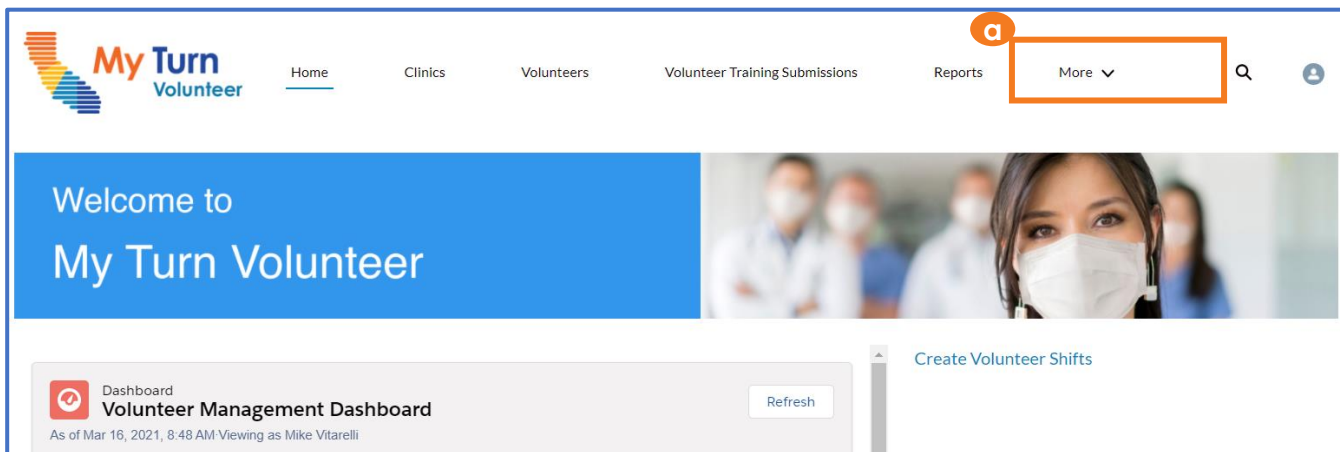 a
My Turn
Volunteer
Home Clinics Volunteers Volunteer Training Submissions Reports More
Welcome to
My Turn Volunteer
Create Volunteer Shifts
Dashboard
Volunteer Management Dashboard
Refresh
As of Mar 16, 2021, 8:48 AM·Viewing as Mike Vitarelli